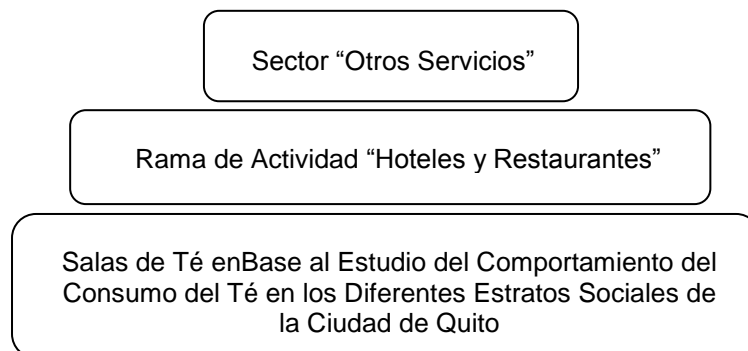 Sector “Otros Servicios”
Rama de Actividad “Hoteles y Restaurantes”
Salas de Té enBase al Estudio del Comportamiento del
Consumo del Té en los Diferentes Estratos Sociales de
la Ciudad de Quito